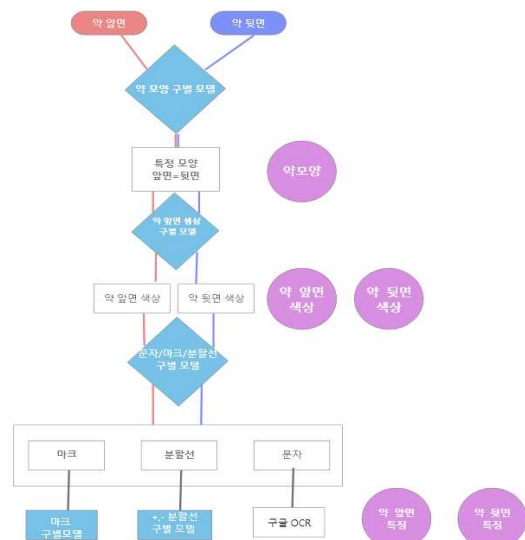 약 앞면
약 뒷면
약 모양 구별 모델
특정 모양
앞면=뒷면
약모양
약 앞면 색상
구별 모델
약 앞면 색상
약 뒷면 색상
약 앞면
색상
약 뒷면
색상
문자/마크/분할선
구별 모델
마크
분할선
문자
마크
구별모델
+,- 분할선
구별 모델
구글 OCR
약 앞면
특징
약 뒷면
특징